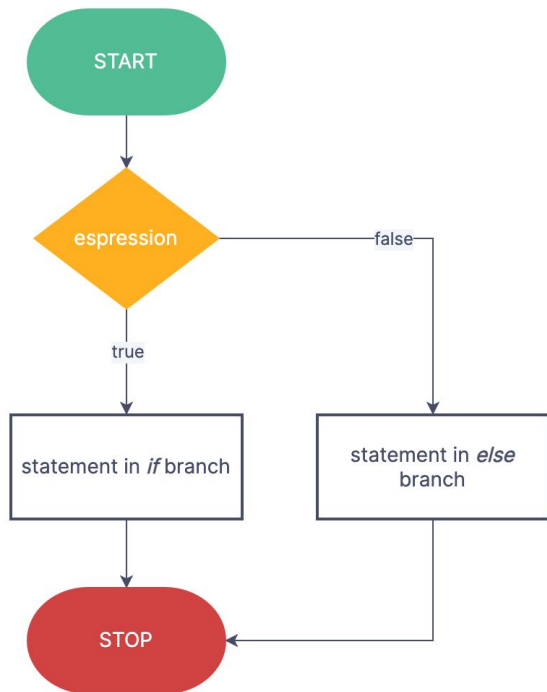 START
espression
false
true
statement in if branch
statement in else
branch
STOP